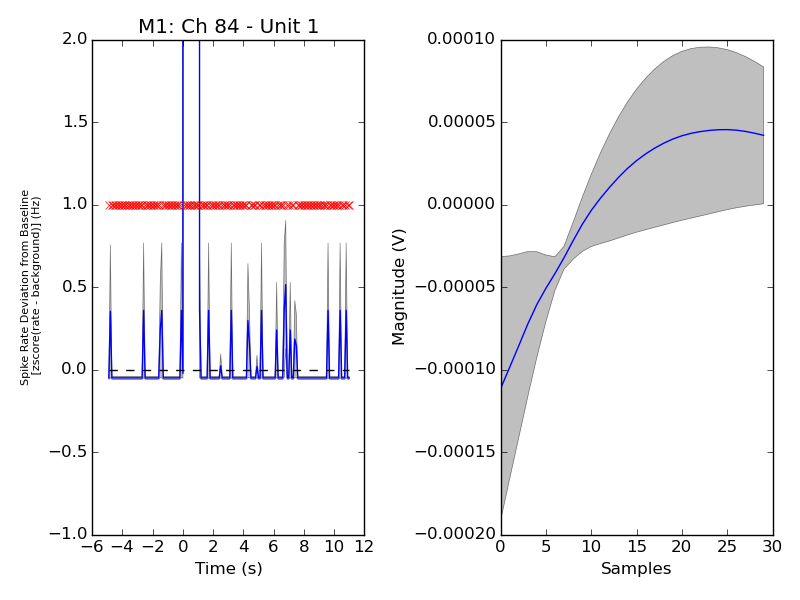 M1: Ch 84 - Unit 1
2.0
1.5
1.0
0.5
0.0
−0.5
−1.0
−6 −4 −2 0 2 4 6 8 10 12
Time (s)
Spike Rate Deviation from Baseline
[zscore(rate - background)] (Hz)
0.00010
0.00005
0.00000
−0.00005
−0.00010
−0.00015
−0.00020
0 5 10 15 20 25 30
Samples
Magnitude (V)